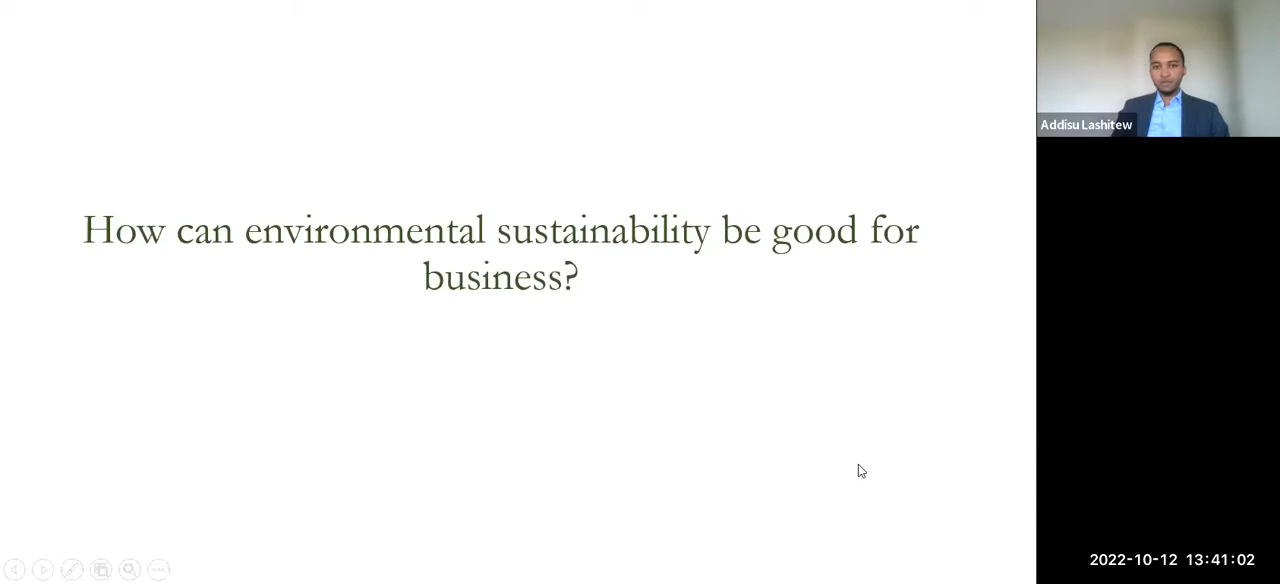 How can environmental sustainability be good for
business?
Addisu Lashitew
2022-10-12 13:41:02